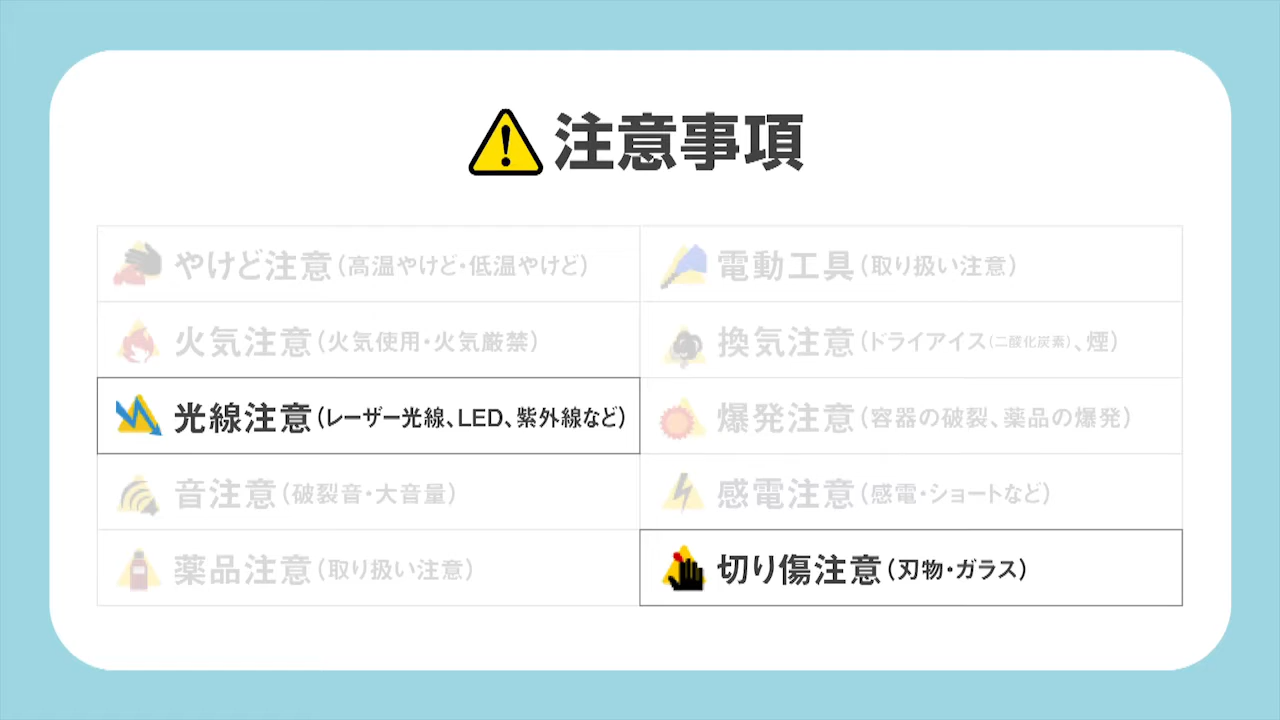 注意事項
やけど注意(高温やけど・低温やけど)
電動工具(取り扱い注意)
火気注意(火気使用・火気厳禁)
換気注意(ドライアイス(二酸化炭素)、煙)
光線注意(レーザー光線、LED、紫外線など)
爆発注意(容器の破裂、薬品の爆発)
音注意(破裂音・大音量)
感電注意(感電・ショートなど)
薬品注意(取り扱い注意)
切り傷注意(刃物・ガラス)